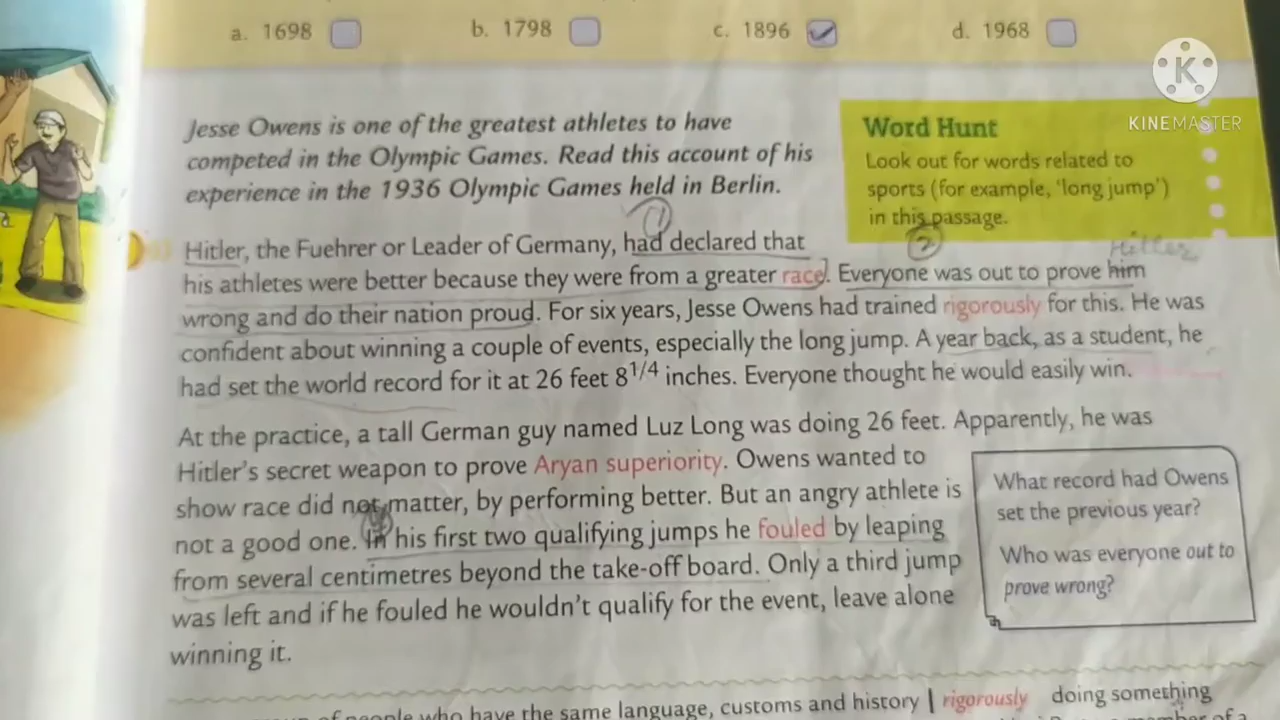 a. 1698 b. 1798 c. 1896 d. 1968
K
KINEMASTER
Jesse Owens is one of the greatest athletes to have
competed in the Olympic Games. Read this account of his
experience in the 1936 Olympic Games held in Berlin.
Word Hunt
Look out for words related to
sports (for example, 'long jump')
in this passage.
1
2
Hitler
Hitler, the Fuehrer or Leader of Germany, had declared that
his athletes were better because they were from a greater race. Everyone was out to prove him
wrong and do their nation proud. For six years, Jesse Owens had trained rigorously for this. He was
confident about winning a couple of events, especially the long jump. A year back, as a student, he
had set the world record for it at 26 feet 8 1/4 inches. Everyone thought he would easily win.
At the practice, a tall German guy named Luz Long was doing 26 feet. Apparently, he was
Hitler's secret weapon to prove Aryan superiority. Owens wanted to
show race did not matter, by performing better. But an angry athlete is
not a good one. In his first two qualifying jumps he fouled by leaping
from several centimetres beyond the take-off board. Only a third jump
was left and if he fouled he wouldn't qualify for the event, leave alone
winning it.
What record had Owens
set the previous year?
Who was everyone out to
prove wrong?
of people who have the same language, customs and history | rigorously doing something